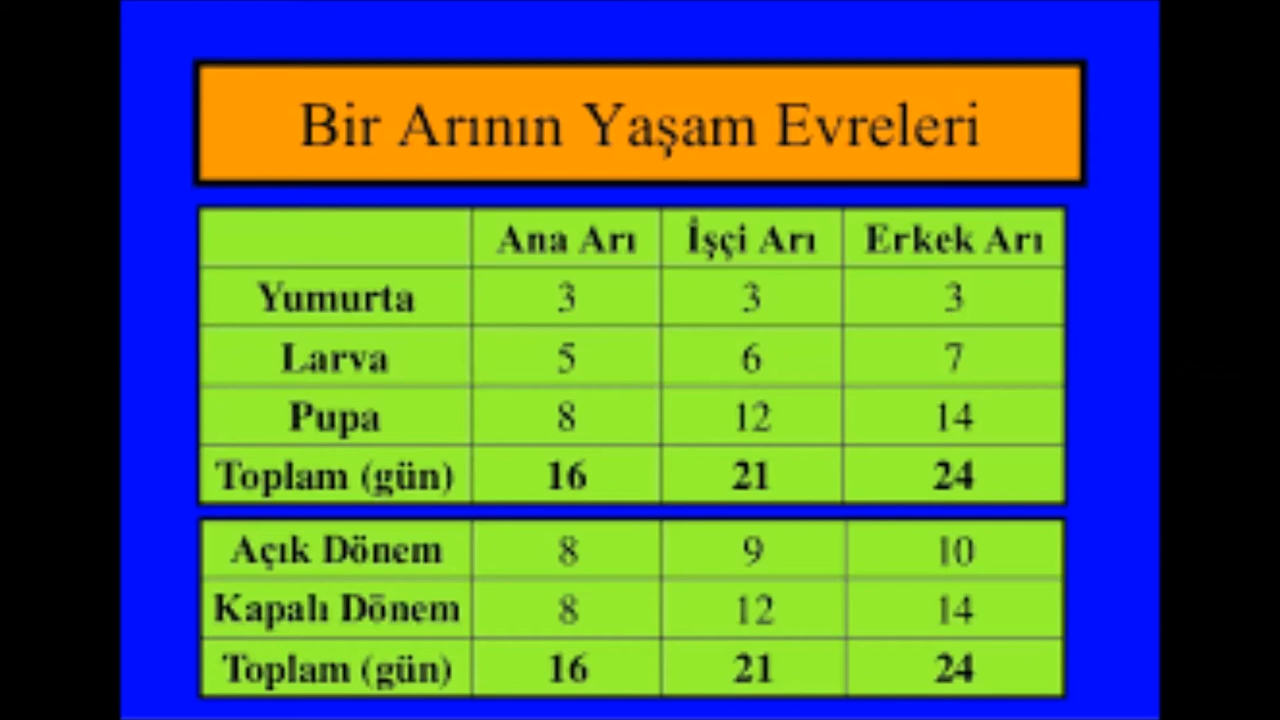 Bir Arının Yaşam Evreleri
Ana Arı İşçi Arı Erkek Arı
Yumurta 3 3 3
Larva 5 6 7
Pupa 8 12 14
Toplam (gün) 16 21 24
Açık Dönem 8 9 10
Kapalı Dönem 8 12 14
Toplam (gün) 16 21 24